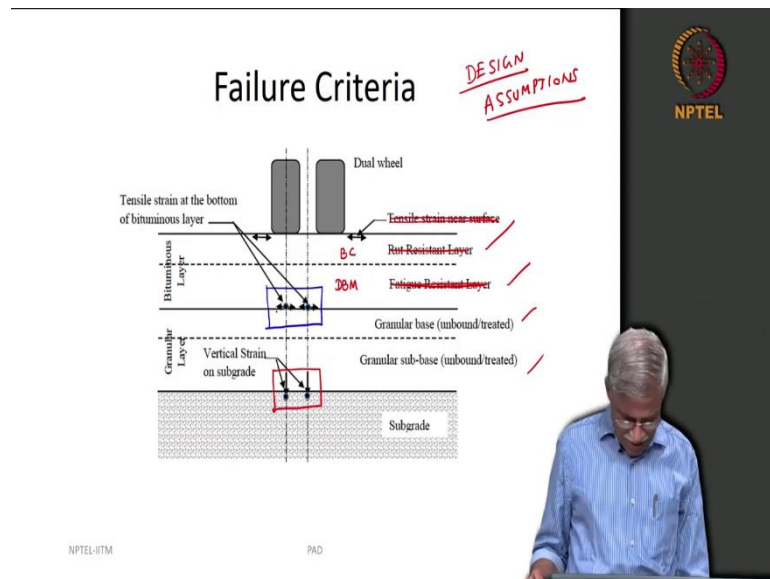 Failure Criteria
DESIGN
ASSUMPTIONS
NPTEL
Dual wheel
Tensile strain at the bottom
of bituminous layer
Tensile strain near surface
Bituminous
Layer
BC
Rut Resistant Layer
DBM
Fatigue Resistant Layer
Granular
Layer
Granular base (unbound/treated)
Vertical Strain
on subgrade
Granular sub-base (unbound/treated)
Subgrade
NPTEL-IITM
PAD